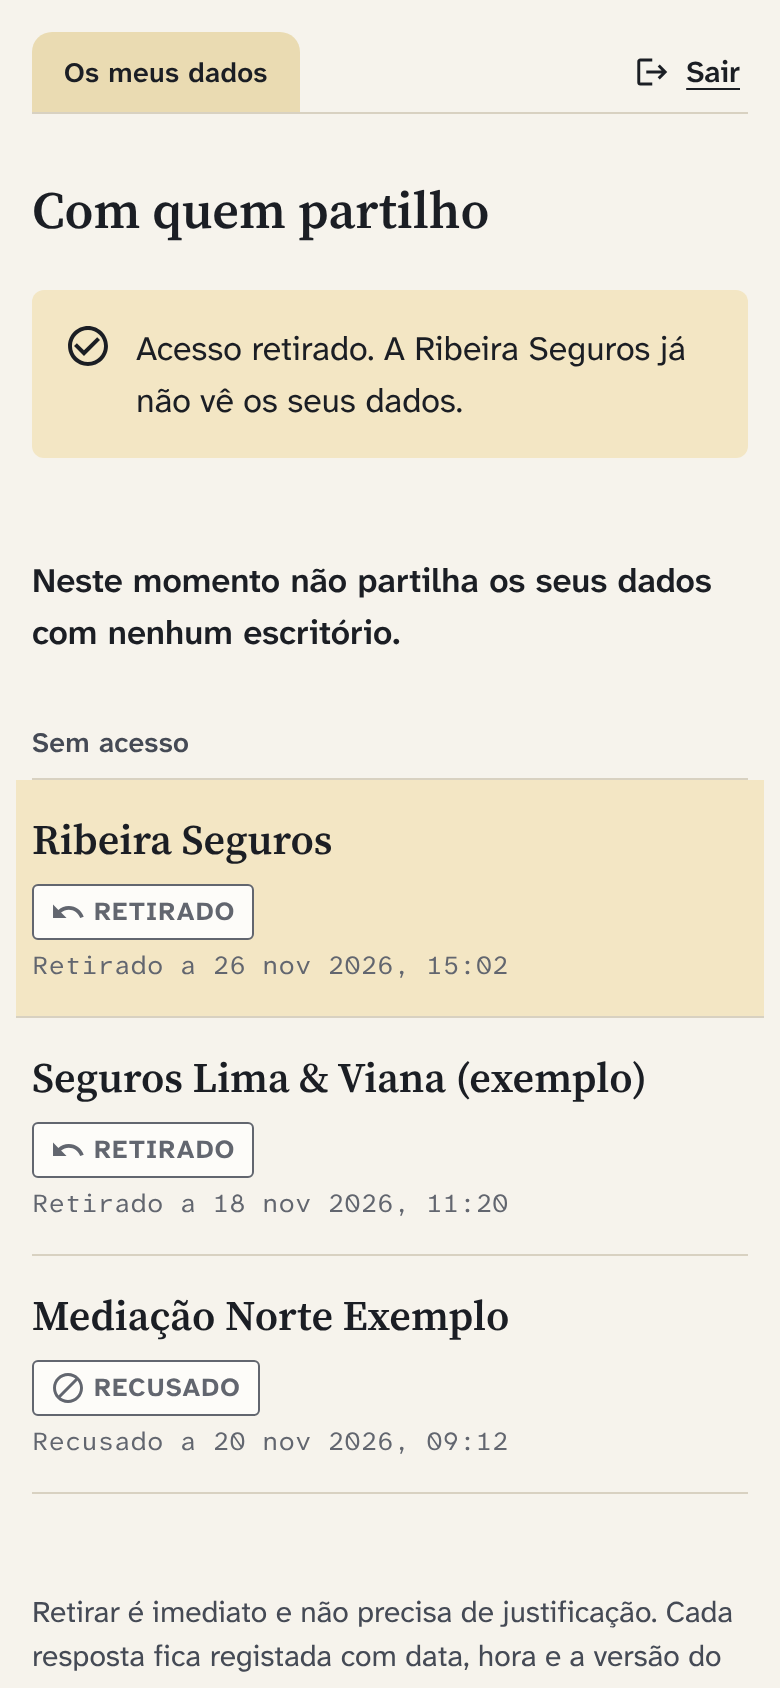 Os meus dados
Sair
Com quem partilho
Acesso retirado. A Ribeira Seguros já
não vê os seus dados.
Neste momento não partilha os seus dados
com nenhum escritório.
Sem acesso
Ribeira Seguros
RETIRADO
Retirado a 26 nov 2026, 15:02
Seguros Lima & Viana (exemplo)
RETIRADO
Retirado a 18 nov 2026, 11:20
Mediação Norte Exemplo
RECUSADO
Recusado a 20 nov 2026, 09:12
Retirar é imediato e não precisa de justificação. Cada
resposta fica registada com data, hora e a versão do